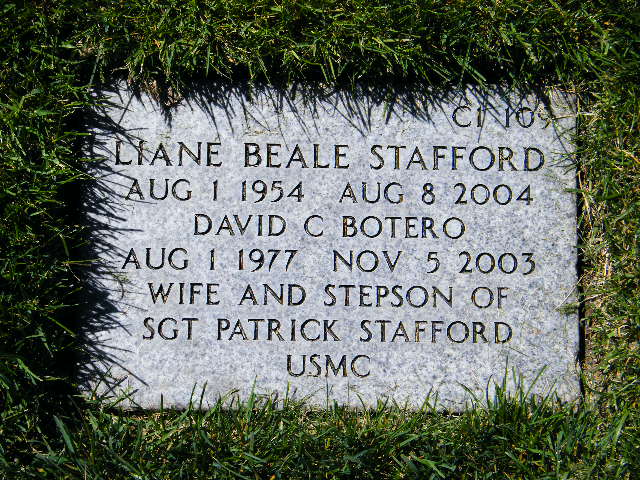 C1 109
LIANE BEALE STAFFORD
AUG 1 1954 AUG 8 2004
DAVID C BOTERO
AUG 1 1977 NOV 5 2003
WIFE AND STEPSON OF
SGT PATRICK STAFFORD
USMC